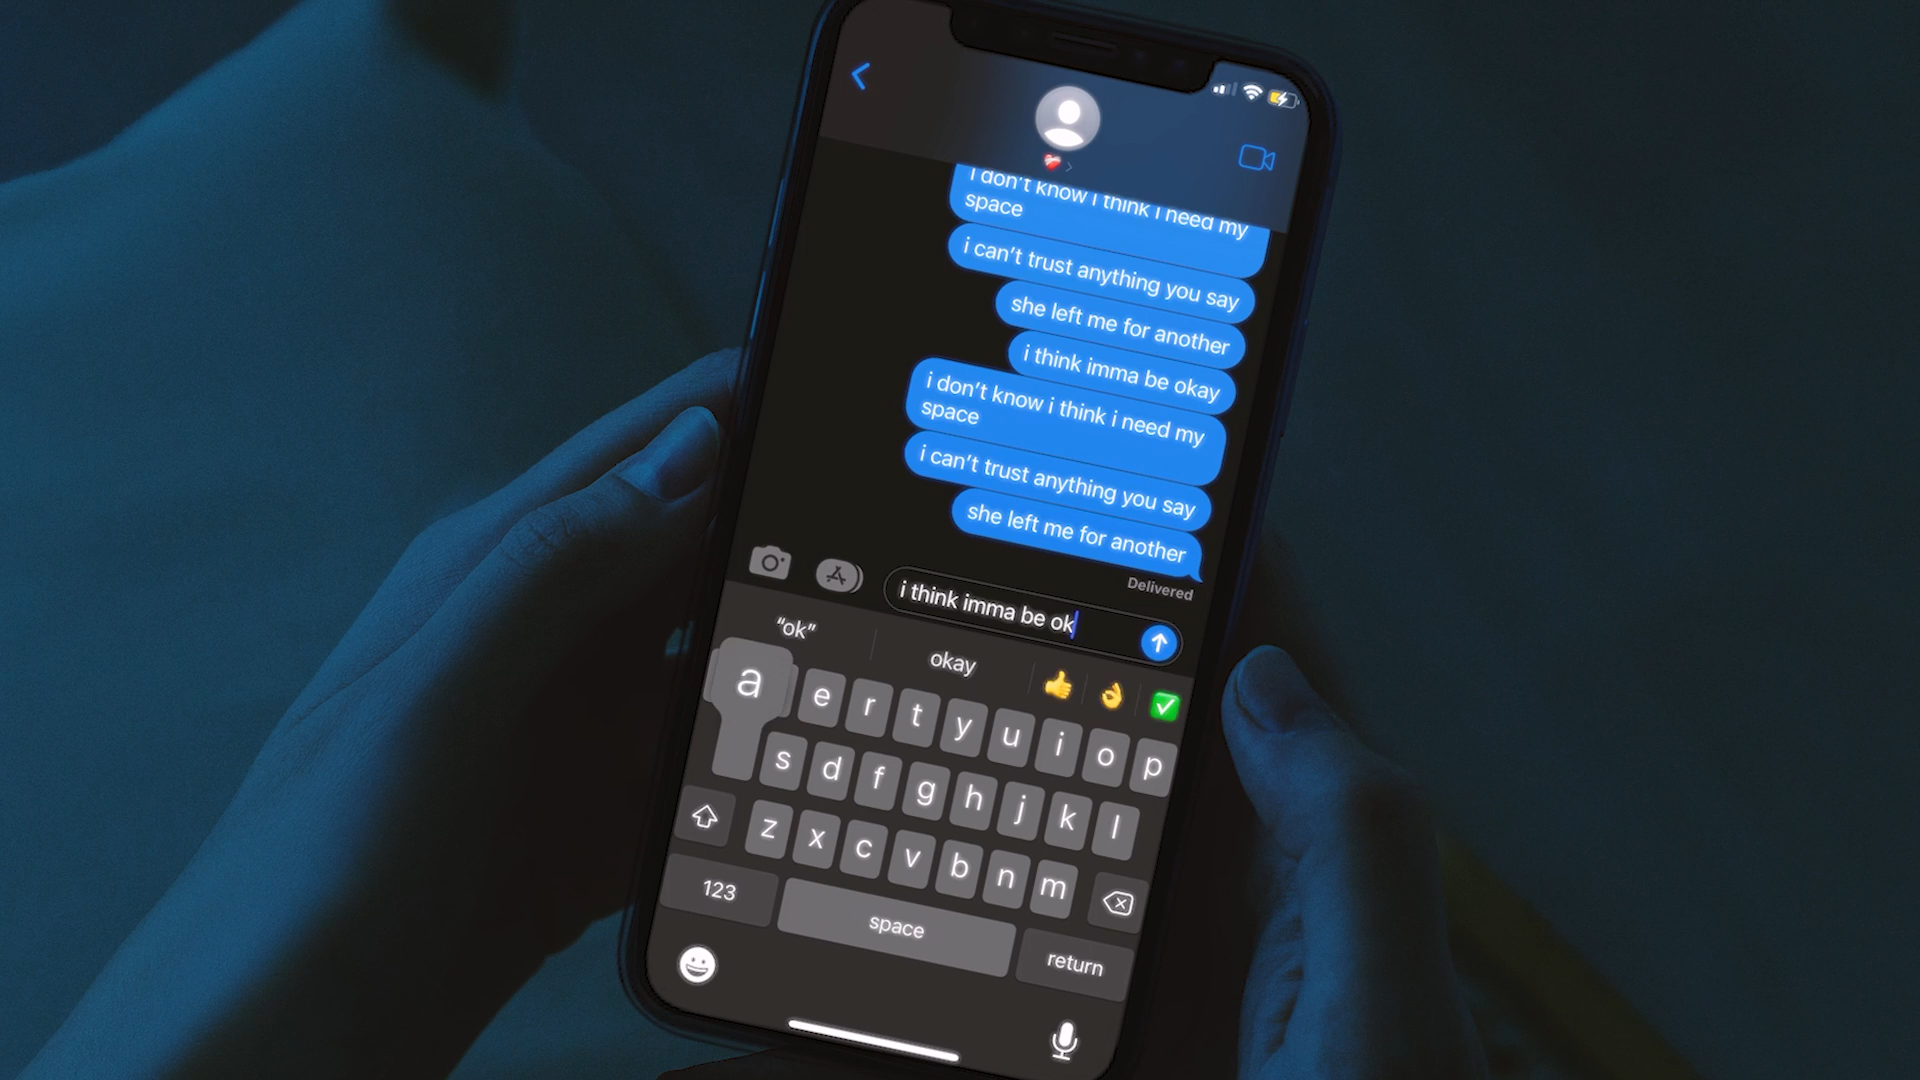 i don't know i think i need my
space
i can't trust anything you say
she left me for another
i think imma be okay
i don't know i think i need my
space
i can't trust anything you say
she left me for another
Delivered
i think imma be ok
"ok" okay
a e r t y u i o p
s d f g h j k l
z x c v b n m
123 space return